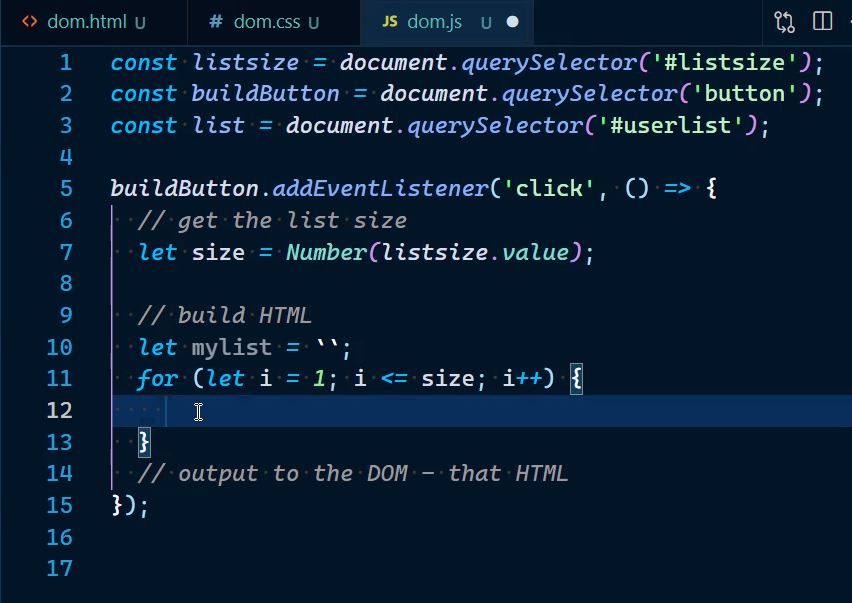 <> dom.html U # dom.css U JS dom.js U
1 const listsize = document.querySelector('#listsize');
2 const buildButton = document.querySelector('button');
3 const list = document.querySelector('#userlist');
4
5 buildButton.addEventListener('click', () => {
6   // get the list size
7   let size = Number(listsize.value);
8
9   // build HTML
10   let mylist = ``;
11   for (let i = 1; i <= size; i++) {
12
13   }
14   // output to the DOM - that HTML
15 });
16
17